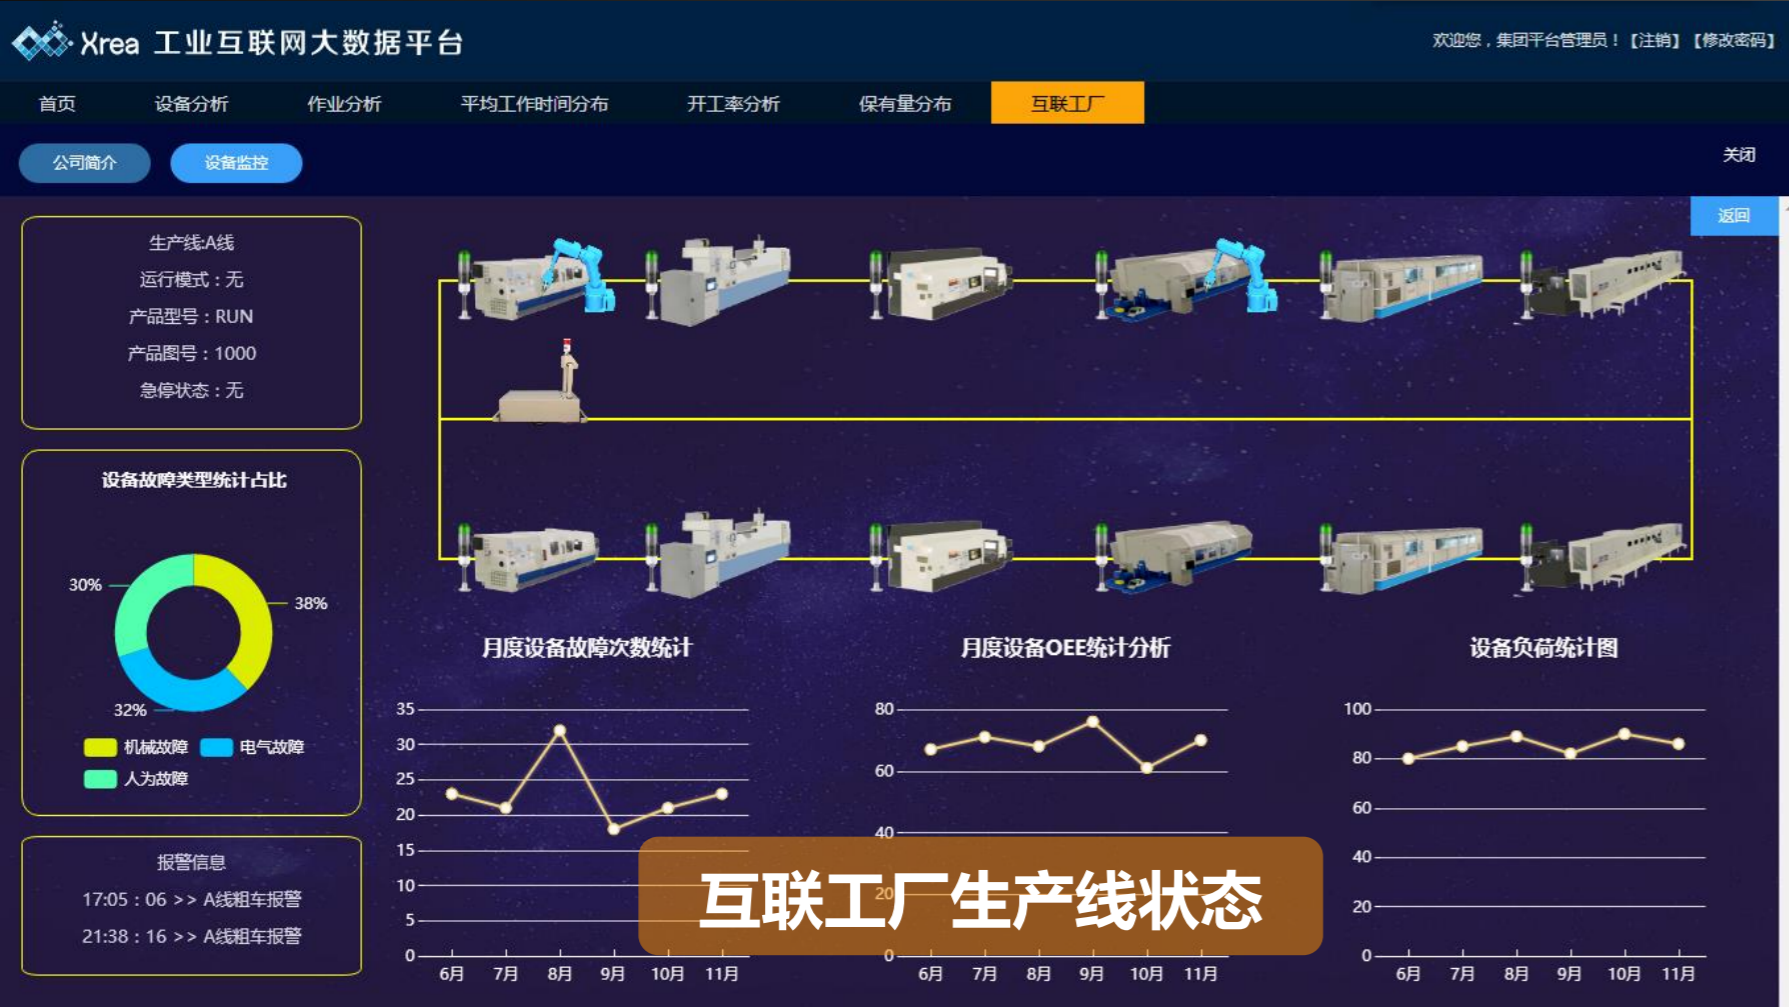 Xrea 工业互联网大数据平台
欢迎您，集团平台管理员！【注销】【修改密码】
首页 设备分析 作业分析 平均工作时间分布 开工率分析 保有量分布 互联工厂
公司简介 设备监控 关闭
返回
生产线:A线
运行模式：无
产品型号：RUN
产品图号：1000
急停状态：无
设备故障类型统计占比
30%
38%
32%
机械故障 电气故障
人为故障
报警信息
17:05：06 >> A线粗车报警
21:38：16 >> A线粗车报警
月度设备故障次数统计
35
30
25
20
15
10
5
0
6月 7月 8月 9月 10月 11月
月度设备OEE统计分析
80
60
40
20
0
6月 7月 8月 9月 10月 11月
设备负荷统计图
100
80
60
40
20
0
6月 7月 8月 9月 10月 11月
互联工厂生产线状态